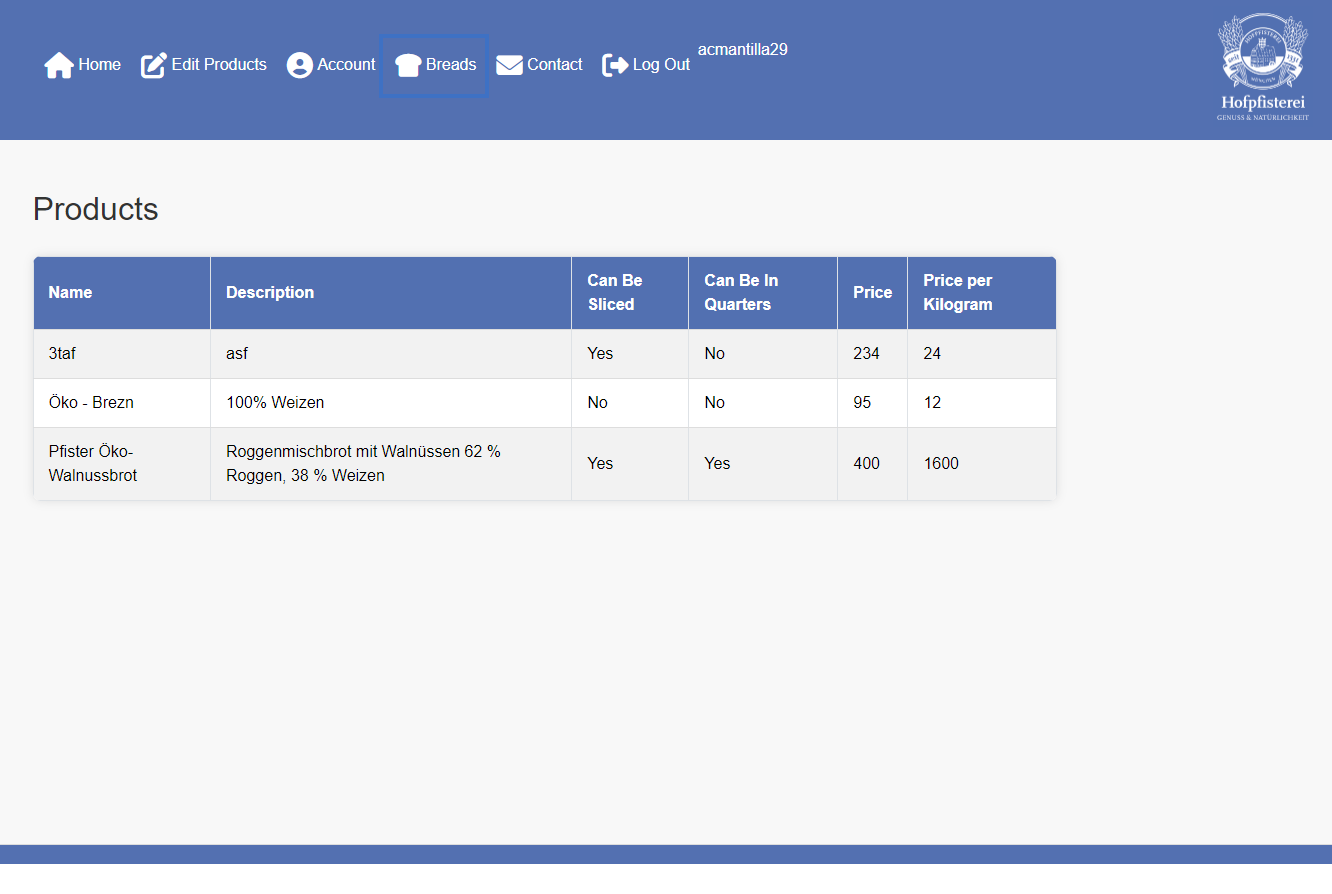 Home Edit Products Account Breads Contact Log Out acmantilla29
HOFPFISTEREI
MÜNCHEN
Hofpfisterei
GENUSS & NATÜRLICHKEIT
Products
Name Description Can Be Sliced Can Be In Quarters Price Price per Kilogram
3taf asf Yes No 234 24
Öko - Brezn 100% Weizen No No 95 12
Pfister Öko-Walnussbrot Roggenmischbrot mit Walnüssen 62 % Roggen, 38 % Weizen Yes Yes 400 1600